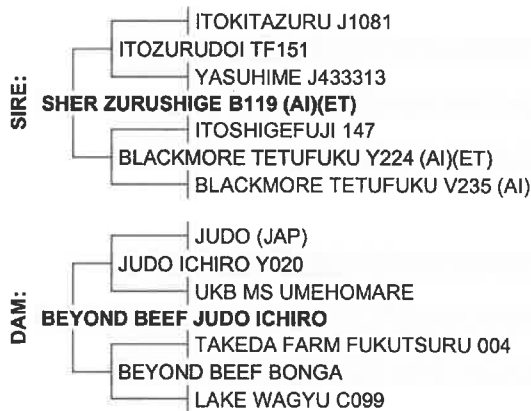 ITOKITAZURU J1081
ITOZURUDOI TF151
YASUHIME J433313
SIRE:
SHER ZURUSHIGE B119 (AI)(ET)
ITOSHIGEFUJI 147
BLACKMORE TETUFUKU Y224 (AI)(ET)
BLACKMORE TETUFUKU V235 (AI)
JUDO (JAP)
JUDO ICHIRO Y020
UKB MS UMEHOMARE
DAM:
BEYOND BEEF JUDO ICHIRO
TAKEDA FARM FUKUTSURU 004
BEYOND BEEF BONGA
LAKE WAGYU C099